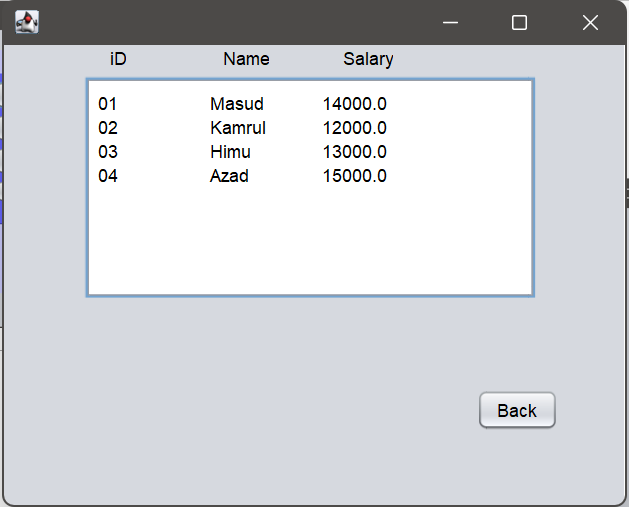 iD Name Salary
01 Masud 14000.0
02 Kamrul 12000.0
03 Himu 13000.0
04 Azad 15000.0
Back